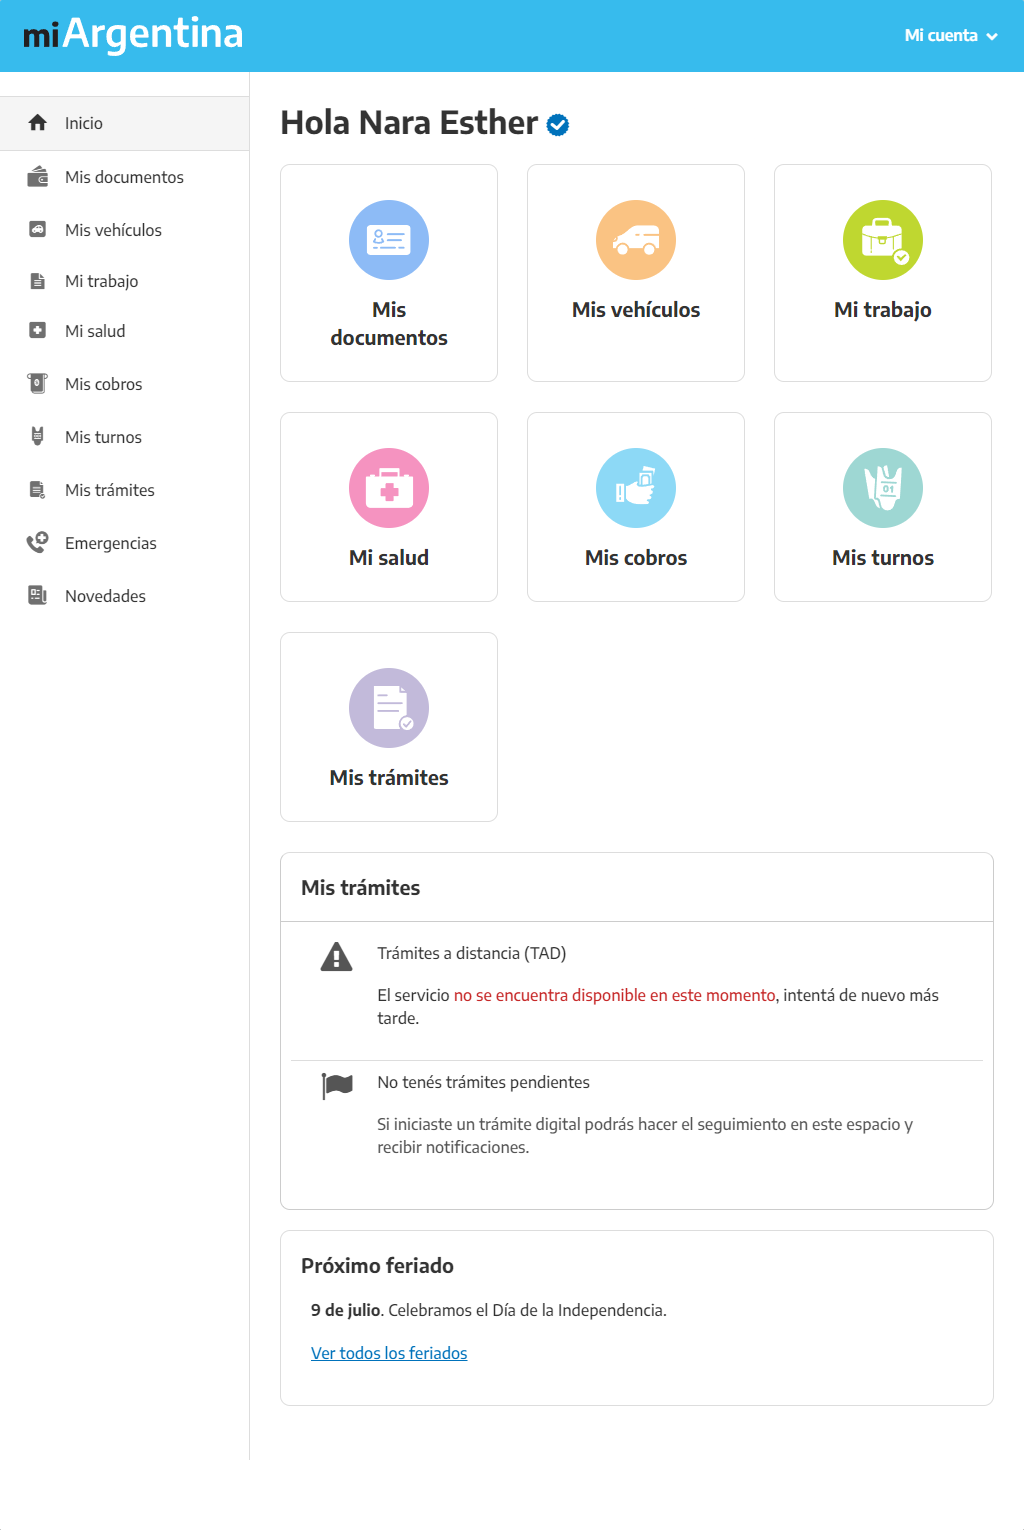 miArgentina
Mi cuenta
Inicio
Mis documentos
Mis vehículos
Mi trabajo
Mi salud
Mis cobros
Mis turnos
Mis trámites
Emergencias
Novedades
Hola Nara Esther
Mis
documentos
Mis vehículos
Mi trabajo
Mi salud
Mis cobros
01
Mis turnos
Mis trámites
Mis trámites
Trámites a distancia (TAD)
El servicio no se encuentra disponible en este momento, intentá de nuevo más
tarde.
No tenés trámites pendientes
Si iniciaste un trámite digital podrás hacer el seguimiento en este espacio y
recibir notificaciones.
Próximo feriado
9 de julio. Celebramos el Día de la Independencia.
Ver todos los feriados